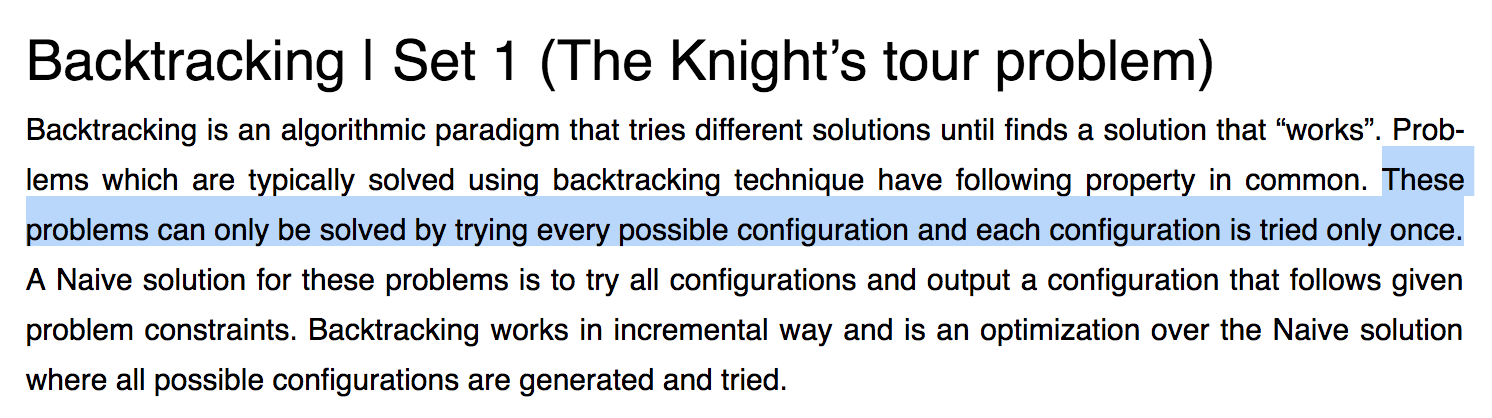 Backtracking | Set 1 (The Knight’s tour problem)
Backtracking is an algorithmic paradigm that tries different solutions until finds a solution that “works”. Prob-
lems which are typically solved using backtracking technique have following property in common. These
problems can only be solved by trying every possible configuration and each configuration is tried only once.
A Naive solution for these problems is to try all configurations and output a configuration that follows given
problem constraints. Backtracking works in incremental way and is an optimization over the Naive solution
where all possible configurations are generated and tried.